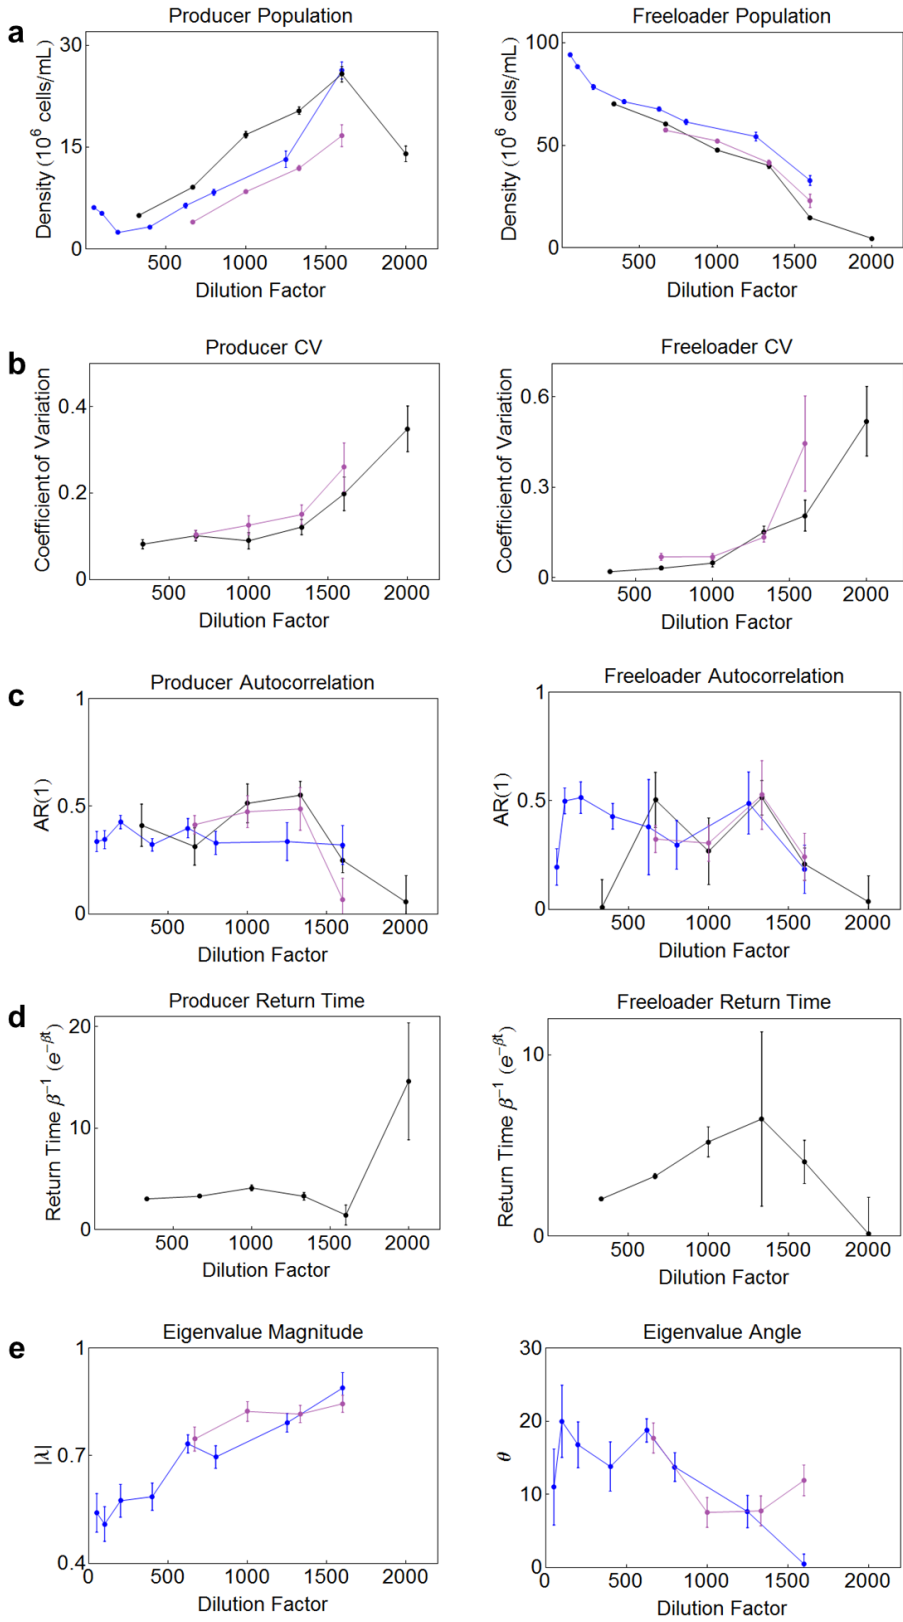 a
Producer Population
Density (10⁶ cells/mL)
30
15
0
500 1000 1500 2000
Dilution Factor
Freeloader Population
Density (10⁶ cells/mL)
100
50
0
500 1000 1500 2000
Dilution Factor
b
Producer CV
Coefficient of Variation
0.4
0.2
0
500 1000 1500 2000
Dilution Factor
Freeloader CV
Coefficient of Variation
0.6
0.3
0
500 1000 1500 2000
Dilution Factor
c
Producer Autocorrelation
AR(1)
1
0.5
0
500 1000 1500 2000
Dilution Factor
Freeloader Autocorrelation
AR(1)
1
0.5
0
500 1000 1500 2000
Dilution Factor
d
Producer Return Time
Return Time β⁻¹ (e⁻ᵝᵗ)
20
10
0
500 1000 1500 2000
Dilution Factor
Freeloader Return Time
Return Time β⁻¹ (e⁻ᵝᵗ)
10
0
500 1000 1500 2000
Dilution Factor
e
Eigenvalue Magnitude
|λ|
1
0.7
0.4
0 500 1000 1500 2000
Dilution Factor
Eigenvalue Angle
θ
30
20
10
0
0 500 1000 1500 2000
Dilution Factor